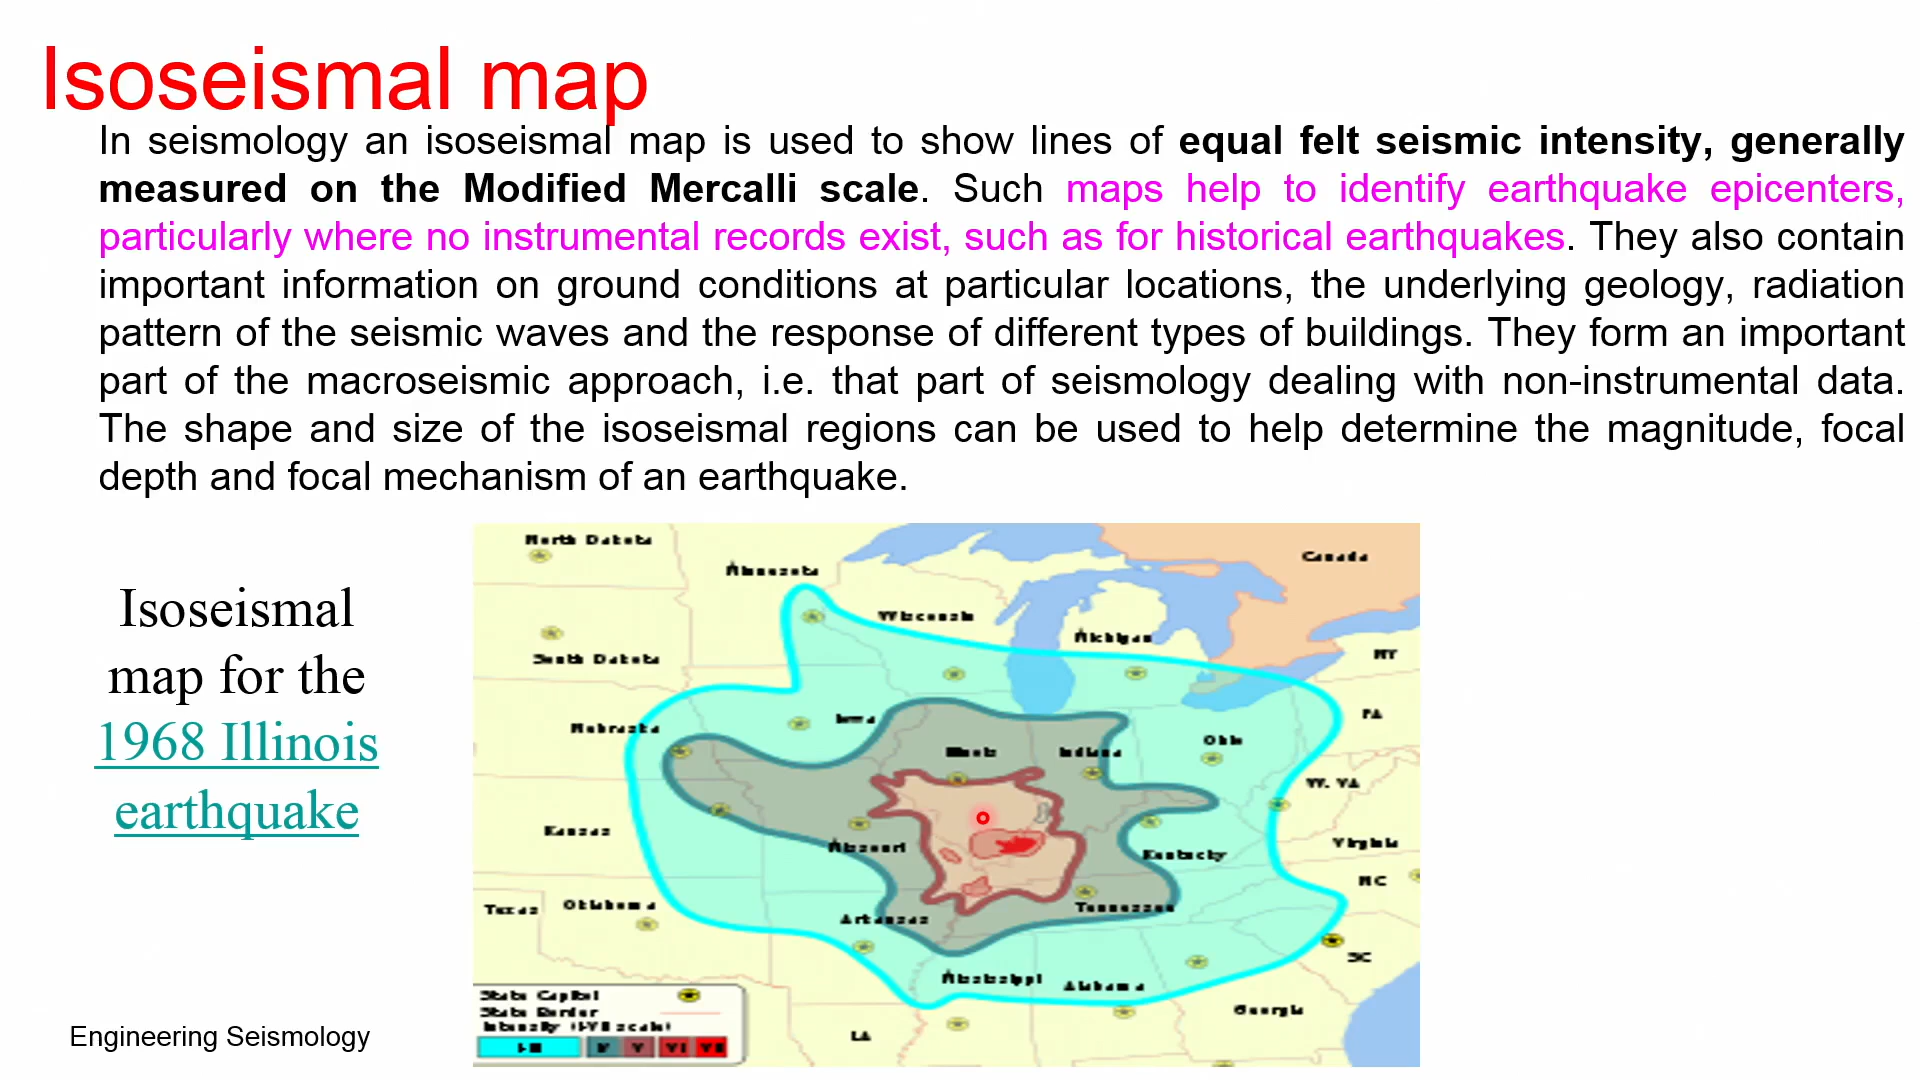 Isoseismal map
In seismology an isoseismal map is used to show lines of equal felt seismic intensity, generally
measured on the Modified Mercalli scale. Such maps help to identify earthquake epicenters,
particularly where no instrumental records exist, such as for historical earthquakes. They also contain
important information on ground conditions at particular locations, the underlying geology, radiation
pattern of the seismic waves and the response of different types of buildings. They form an important
part of the macroseismic approach, i.e. that part of seismology dealing with non-instrumental data.
The shape and size of the isoseismal regions can be used to help determine the magnitude, focal
depth and focal mechanism of an earthquake.
Isoseismal
map for the
1968 Illinois
earthquake
North Dakota
Canada
Minnesota
Wisconsin
Michigan
NY
South Dakota
PA
Iowa
Nebraska
Ohio
Illinois
Indiana
W. VA
Kansas
Virginia
Missouri
Kentucky
NC
Texas
Oklahoma
Tennessee
Arkansas
SC
Mississippi
Alabama
Georgia
LA
State Capitol
State Border
Intensity (I-VII scale)
I-III IV V VI VII
Engineering Seismology